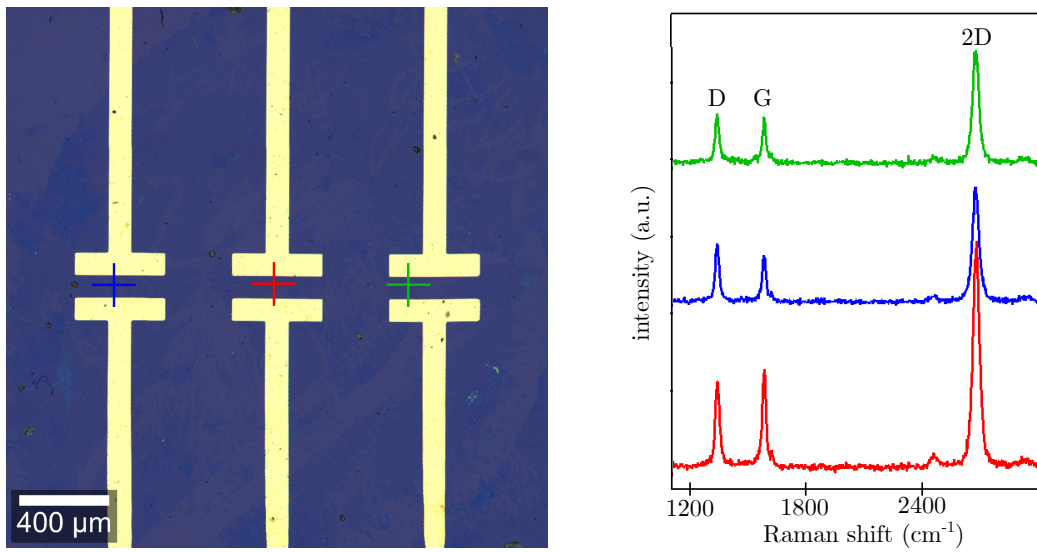 400 μm
2D
D
G
intensity (a.u.)
1200
1800
2400
Raman shift (cm⁻¹)